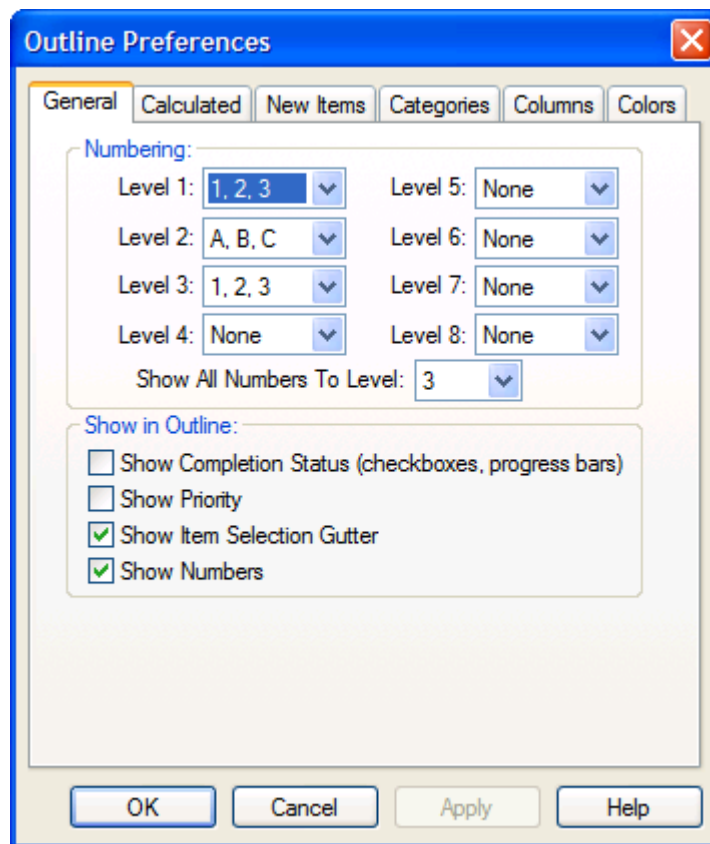 Outline Preferences
General Calculated New Items Categories Columns Colors
Numbering:
Level 1: 1, 2, 3 Level 5: None
Level 2: A, B, C Level 6: None
Level 3: 1, 2, 3 Level 7: None
Level 4: None Level 8: None
Show All Numbers To Level: 3
Show in Outline:
Show Completion Status (checkboxes, progress bars)
Show Priority
Show Item Selection Gutter
Show Numbers
OK Cancel Apply Help